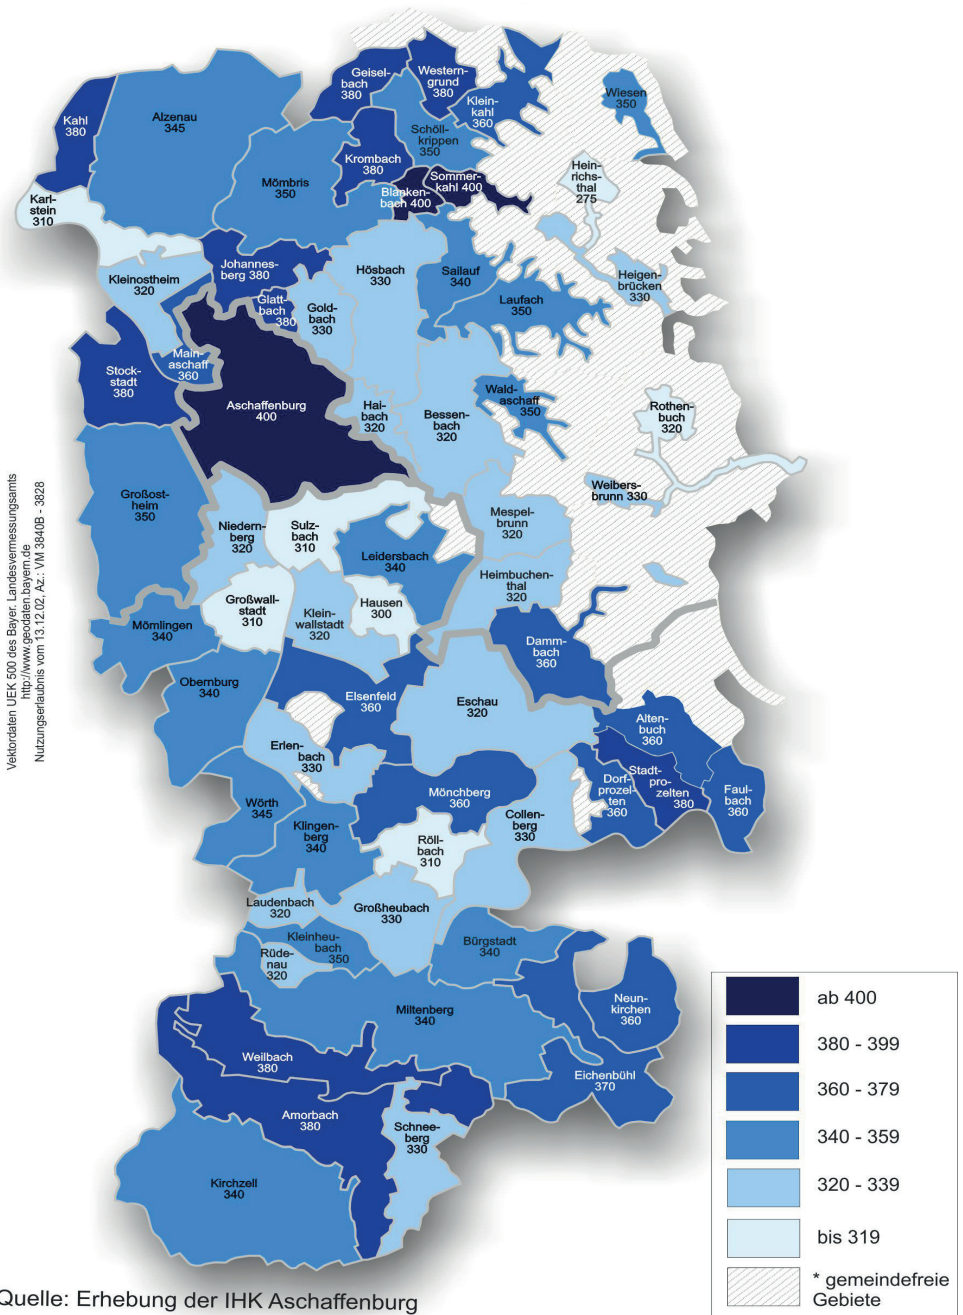 Geisel-
bach
380
Western-
grund
380
Klein-
kahl
360
Wiesen
350
Kahl
380
Alzenau
345
Schöll-
krippen
350
Krombach
380
Sommer-
kahl 400
Blanken-
bach 400
Hein-
richs-
thal
275
Mömbris
350
Karl-
stein
310
Kleinostheim
320
Johannes-
berg 380
Glatt-
bach
380
Gold-
bach
330
Hösbach
330
Sailauf
340
Laufach
350
Heigen-
brücken
330
Main-
aschaff
360
Stock-
stadt
380
Aschaffenburg
400
Hai-
bach
320
Bessen-
bach
320
Wald-
aschaff
350
Rothen-
buch
320
Weibers-
brunn 330
Großost-
heim
350
Niedern-
berg
320
Sulz-
bach
310
Leidersbach
340
Mespel-
brunn
320
Heimbuchen-
thal
320
Großwall-
stadt
310
Klein-
wallstadt
320
Hausen
300
Mömlingen
340
Damm-
bach
360
Obernburg
340
Elsenfeld
360
Eschau
320
Alten-
buch
360
Erlen-
bach
330
Stadt-
pro-
zelten
380
Dorf-
prozel-
ten
360
Faul-
bach
360
Mönchberg
360
Wörth
345
Klingen-
berg
340
Collen-
berg
330
Röll-
bach
310
Laudenbach
320
Großheubach
330
Kleinheu-
bach
350
Rüde-
nau
320
Bürgstadt
340
Neun-
kirchen
360
Miltenberg
340
Weilbach
380
Eichenbühl
370
Amorbach
380
Schnee-
berg
330
Kirchzell
340
Vektordaten UEK 500 des Bayer. Landesvermessungsamts
http://www.geodaten.bayern.de
Nutzungserlaubnis vom 13.12.02, Az.: VM 3840B - 3828
ab 400
380 - 399
360 - 379
340 - 359
320 - 339
bis 319
* gemeindefreie
Gebiete
Quelle: Erhebung der IHK Aschaffenburg